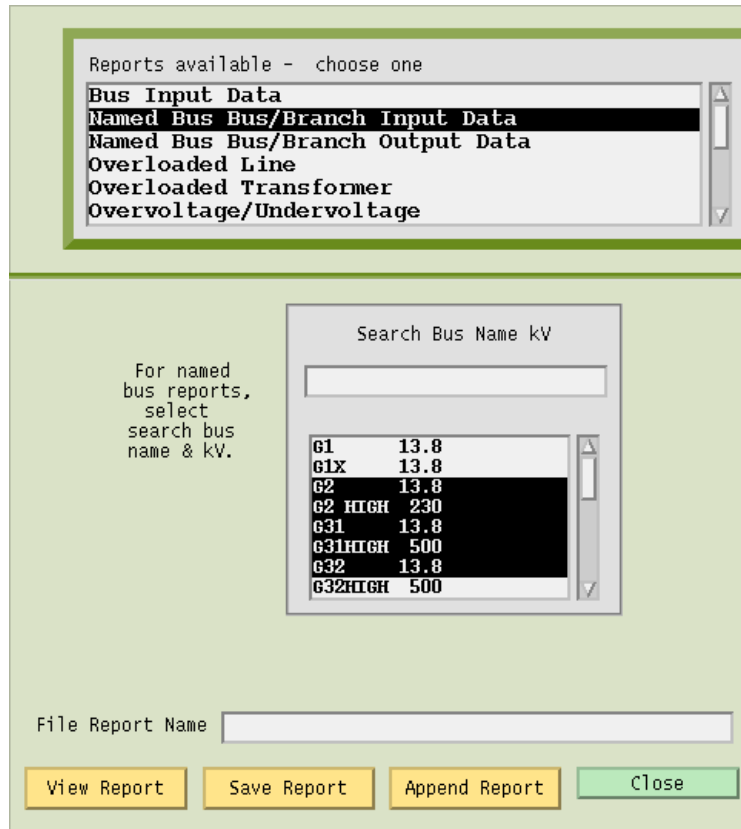 Reports available - choose one
Bus Input Data
Named Bus Bus/Branch Input Data
Named Bus Bus/Branch Output Data
Overloaded Line
Overloaded Transformer
Overvoltage/Undervoltage
Search Bus Name kV
For named
bus reports,
select
search bus
name & kV.
G1 13.8
G1X 13.8
G2 13.8
G2 HIGH 230
G31 13.8
G31HIGH 500
G32 13.8
G32HIGH 500
File Report Name
View Report Save Report Append Report Close